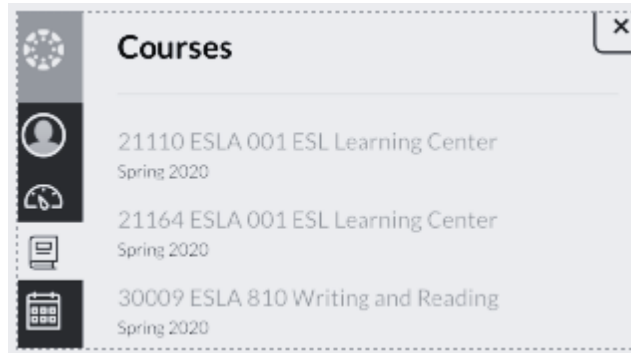 Courses
21110 ESLA 001 ESL Learning Center
Spring 2020
21164 ESLA 001 ESL Learning Center
Spring 2020
30009 ESLA 810 Writing and Reading
Spring 2020